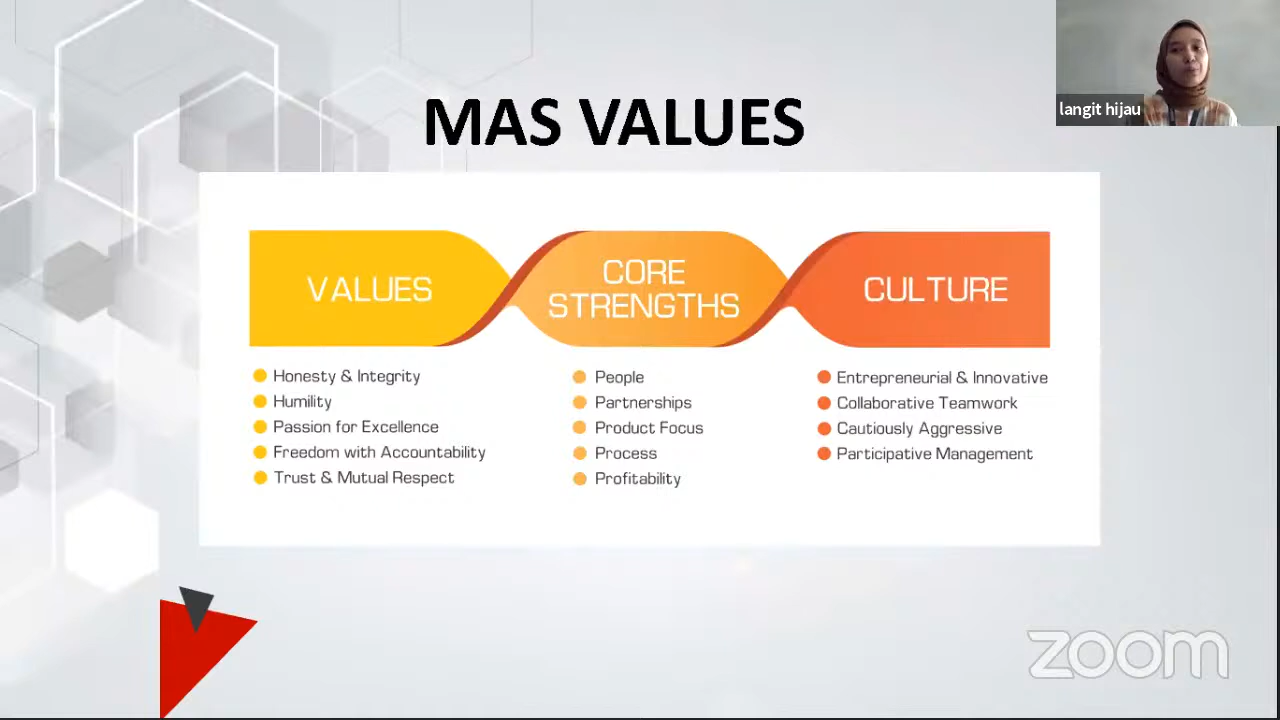 langit hijau
MAS VALUES
VALUES
Honesty & Integrity
Humility
Passion for Excellence
Freedom with Accountability
Trust & Mutual Respect
CORE
STRENGTHS
People
Partnerships
Product Focus
Process
Profitability
CULTURE
Entrepreneurial & Innovative
Collaborative Teamwork
Cautiously Aggressive
Participative Management
zoom